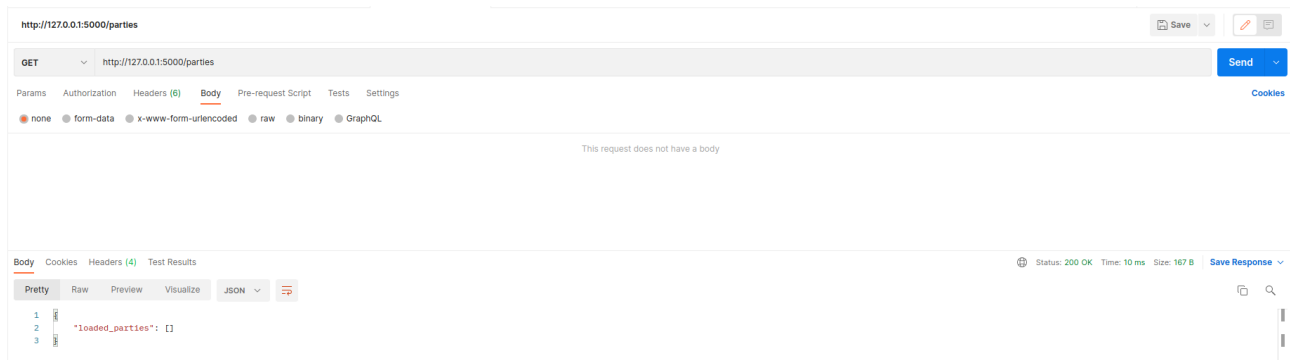 http://127.0.0.1:5000/parties
Save
GET http://127.0.0.1:5000/parties Send
Params Authorization Headers (6) Body Pre-request Script Tests Settings Cookies
none form-data x-www-form-urlencoded raw binary GraphQL
This request does not have a body
Body Cookies Headers (4) Test Results Status: 200 OK Time: 10 ms Size: 167 B Save Response
Pretty Raw Preview Visualize JSON
1 {
2 "loaded_parties": []
3 }